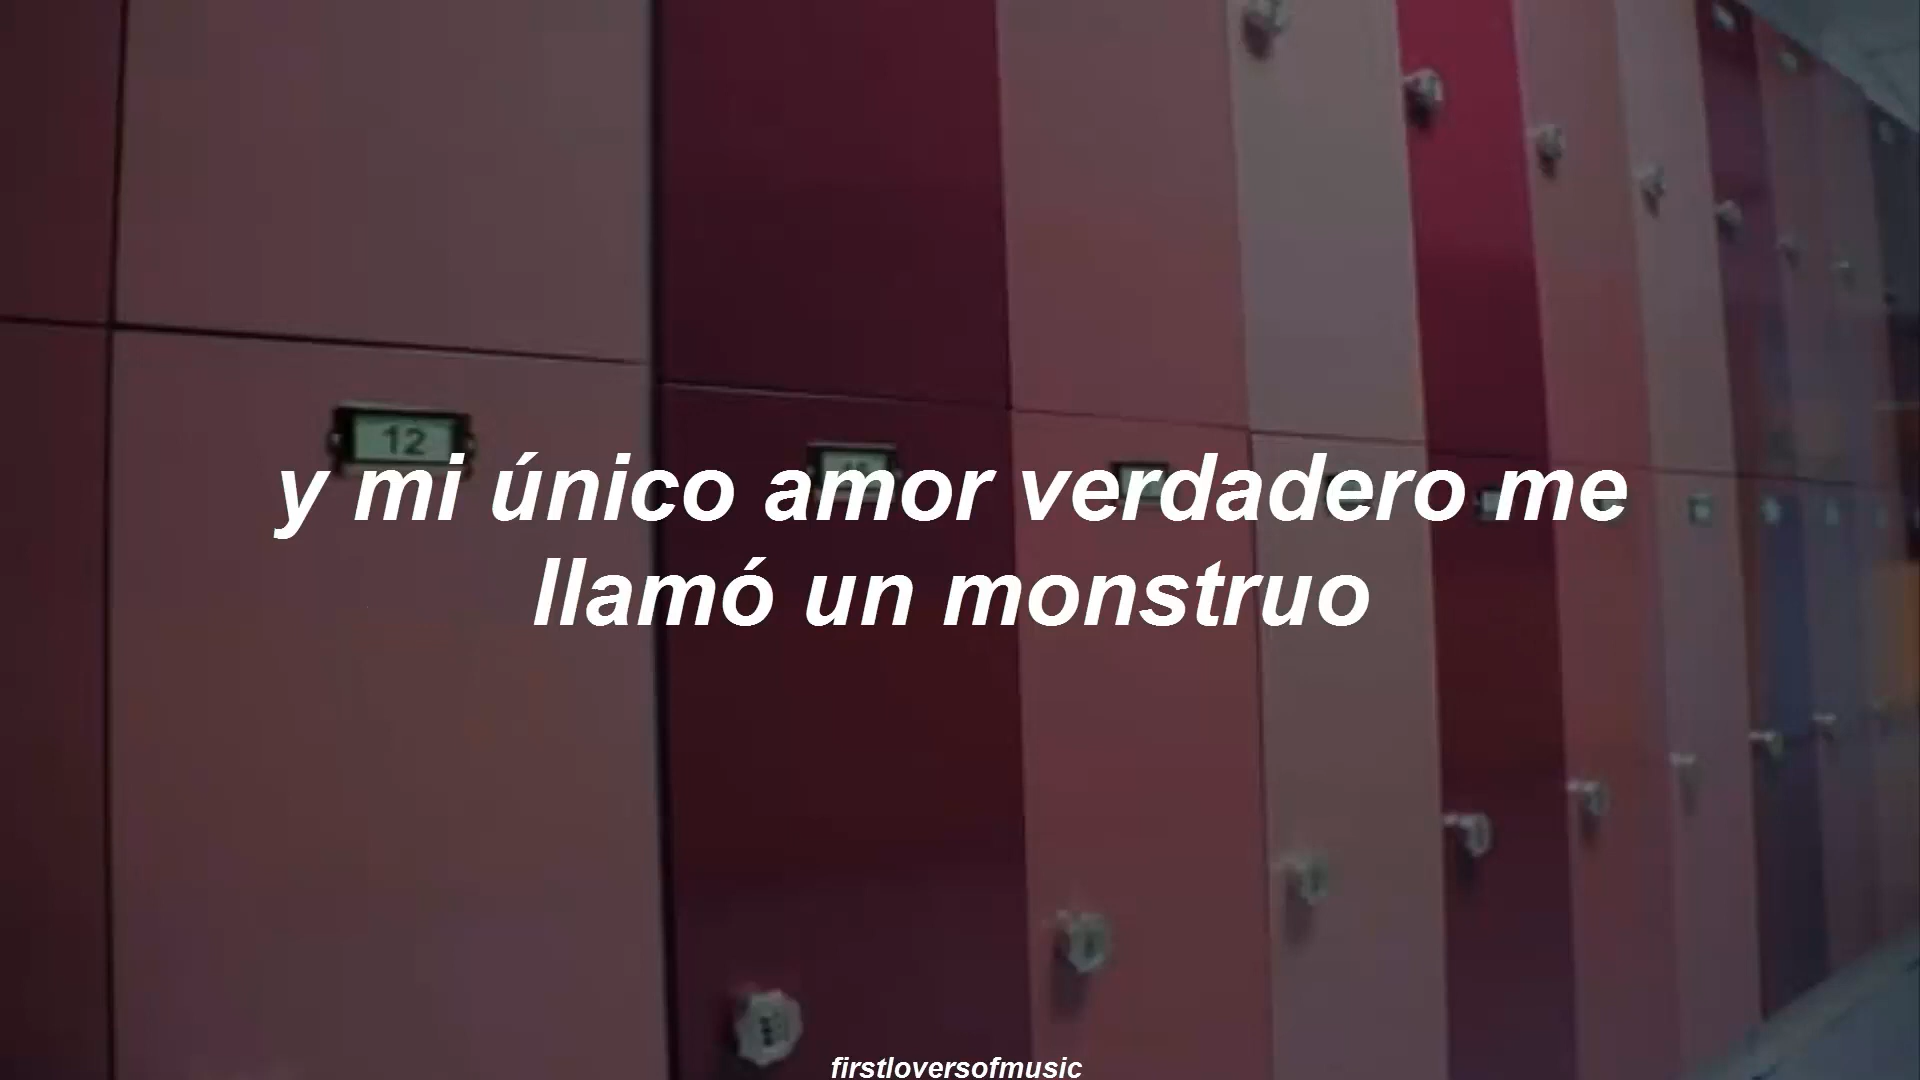 12
y mi único amor verdadero me
llamó un monstruo
firstloversofmusic